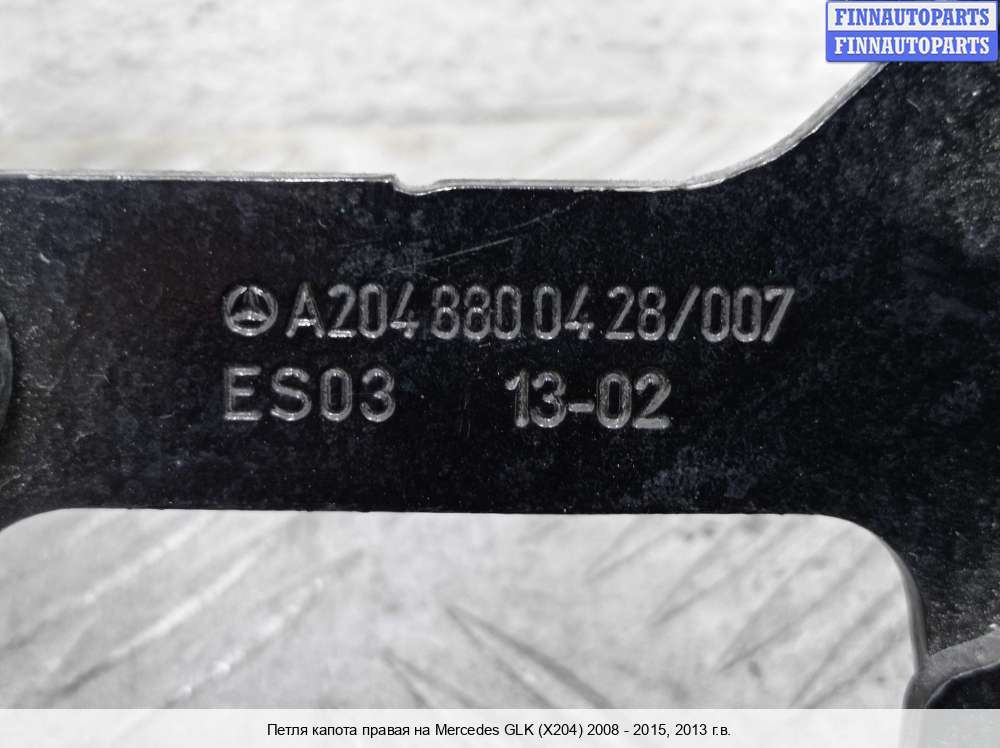 FINNAUTOPARTS
FINNAUTOPARTS
A204 880 04 28/007
ES03 13-02
Петля капота правая на Mercedes GLK (X204) 2008 - 2015, 2013 г.в.